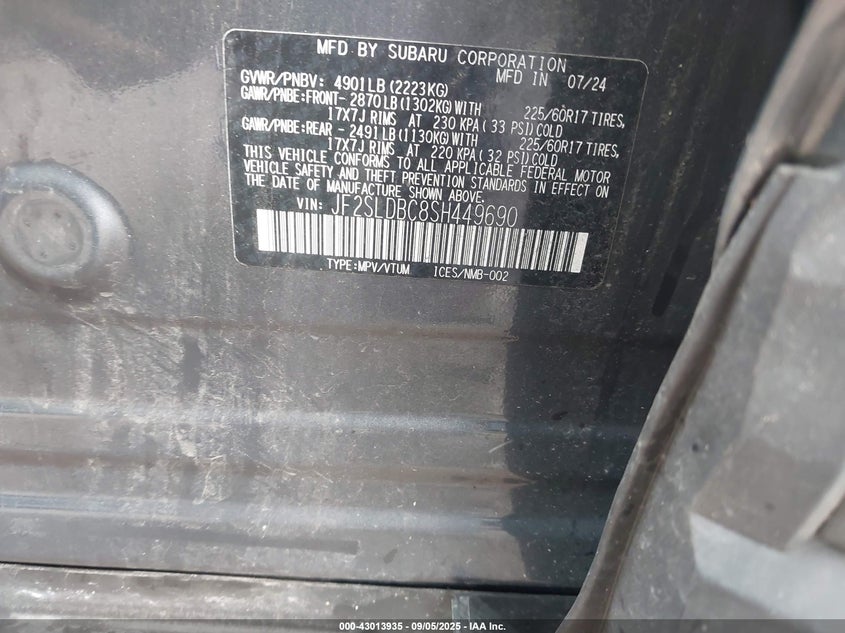 MFD BY SUBARU CORPORATION
MFD IN 07/24
GVWR/PNBV: 4901LB (2223KG)
GAWR/PNBE:FRONT- 2870LB(1302KG)WITH 225/60R17 TIRES,
17X7J RIMS AT 230 KPA( 33 PSI)COLD
GAWR/PNBE:REAR - 2491LB(1130KG)WITH 225/60R17 TIRES,
17X7J RIMS AT 220 KPA( 32 PSI)COLD
THIS VEHICLE CONFORMS TO ALL APPLICABLE FEDERAL MOTOR
VEHICLE SAFETY AND THEFT PREVENTION STANDARDS IN EFFECT ON
THE DATE OF MANUFACTURE SHOWN ABOVE.
VIN: JF2SLDBC8SH449690
TYPE:MPV/VTUM ICES/NMB-002
000-43013935 - 09/05/2025 - IAA Inc.